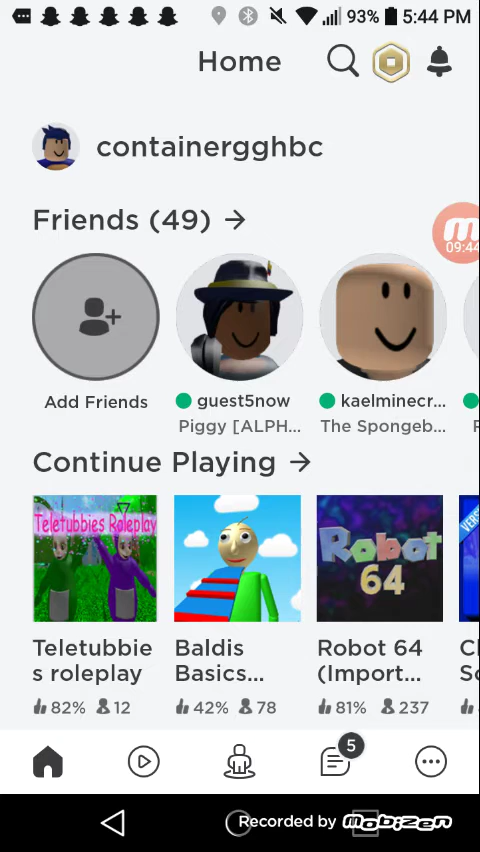 93% 5:44 PM
Home
containergghbc
Friends (49) →
09:44
Add Friends
guest5now
kaelminecr...
Piggy [ALPH...
The Spongeb...
Continue Playing →
Teletubbies Roleplay
Robot
64
Teletubbie
s roleplay
Baldis
Basics...
Robot 64
(Import...
82% 12
42% 78
81% 237
5
Recorded by Mobizen